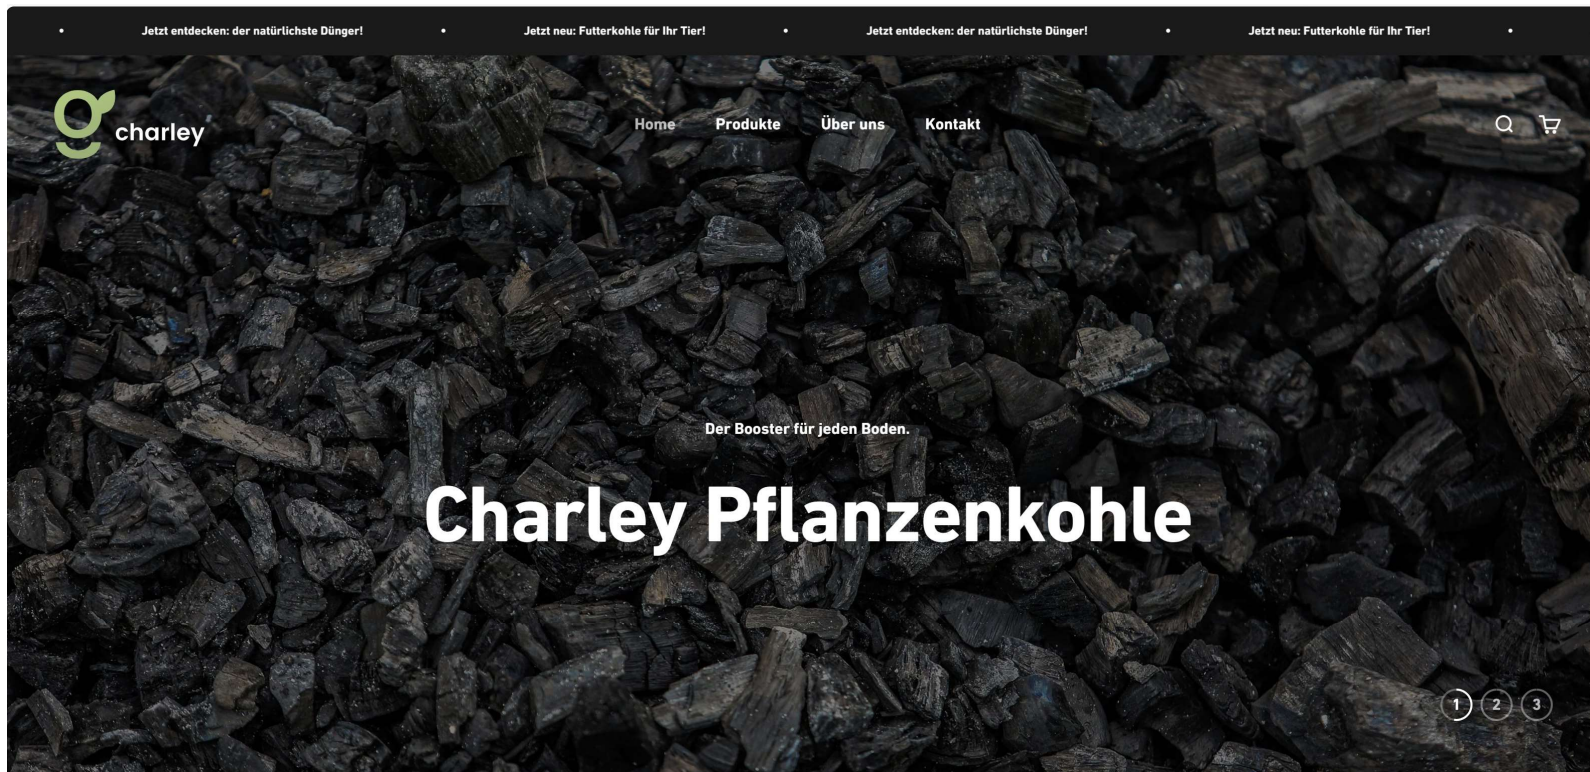 Jetzt entdecken: der natürlichste Dünger! • Jetzt neu: Futterkohle für Ihr Tier! • Jetzt entdecken: der natürlichste Dünger! • Jetzt neu: Futterkohle für Ihr Tier!
charley
Home Produkte Über uns Kontakt
Der Booster für jeden Boden.
Charley Pflanzenkohle
1 2 3